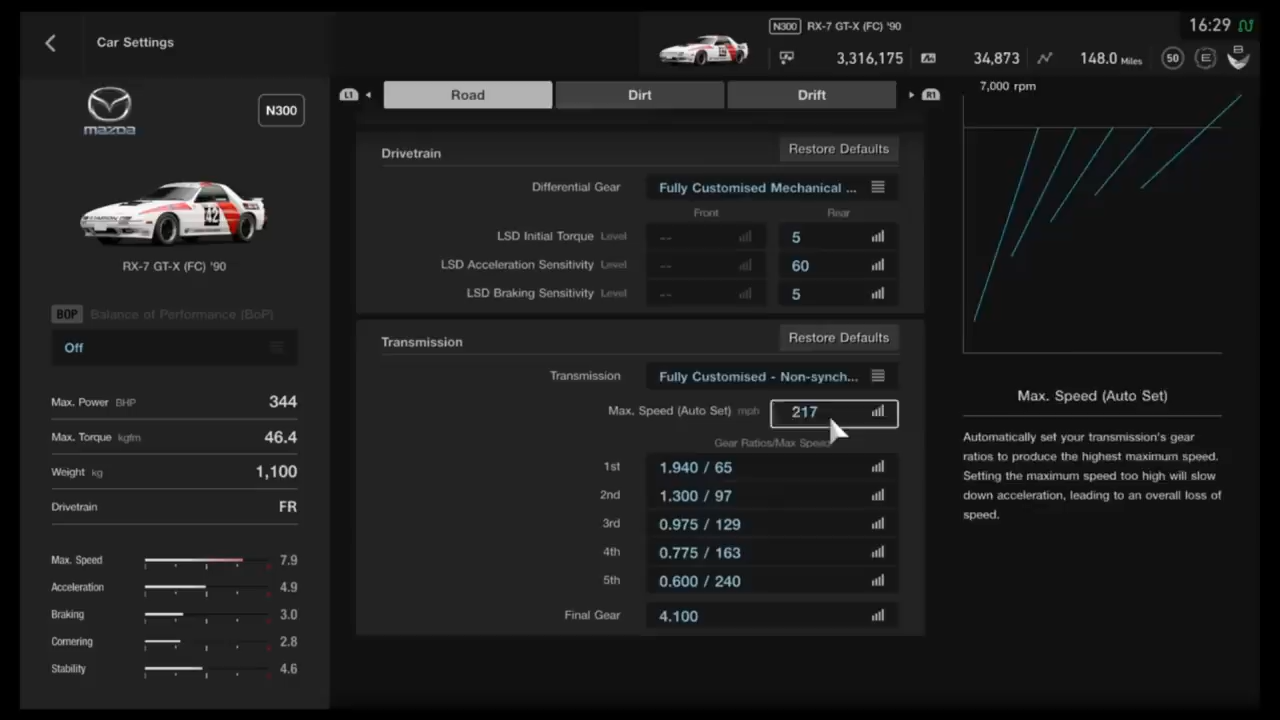 Car Settings
N300 RX-7 GT-X (FC) '90
16:29
3,316,175 34,873 148.0 Miles 50 E B
mazda
N300
42
RX-7 GT-X (FC) '90
BOP Balance of Performance (BoP)
Off
Max. Power BHP 344
Max. Torque kgfm 46.4
Weight kg 1,100
Drivetrain FR
Max. Speed 7.9
Acceleration 4.9
Braking 3.0
Cornering 2.8
Stability 4.6
L1 Road Dirt Drift R1
Drivetrain Restore Defaults
Differential Gear Fully Customised Mechanical ...
Front Rear
LSD Initial Torque Level -- 5
LSD Acceleration Sensitivity Level -- 60
LSD Braking Sensitivity Level -- 5
Transmission Restore Defaults
Transmission Fully Customised - Non-synch...
Max. Speed (Auto Set) mph 217
Gear Ratios/Max Speed
1st 1.940 / 65
2nd 1.300 / 97
3rd 0.975 / 129
4th 0.775 / 163
5th 0.600 / 240
Final Gear 4.100
7,000 rpm
Max. Speed (Auto Set)
Automatically set your transmission's gear
ratios to produce the highest maximum speed.
Setting the maximum speed too high will slow
down acceleration, leading to an overall loss of
speed.